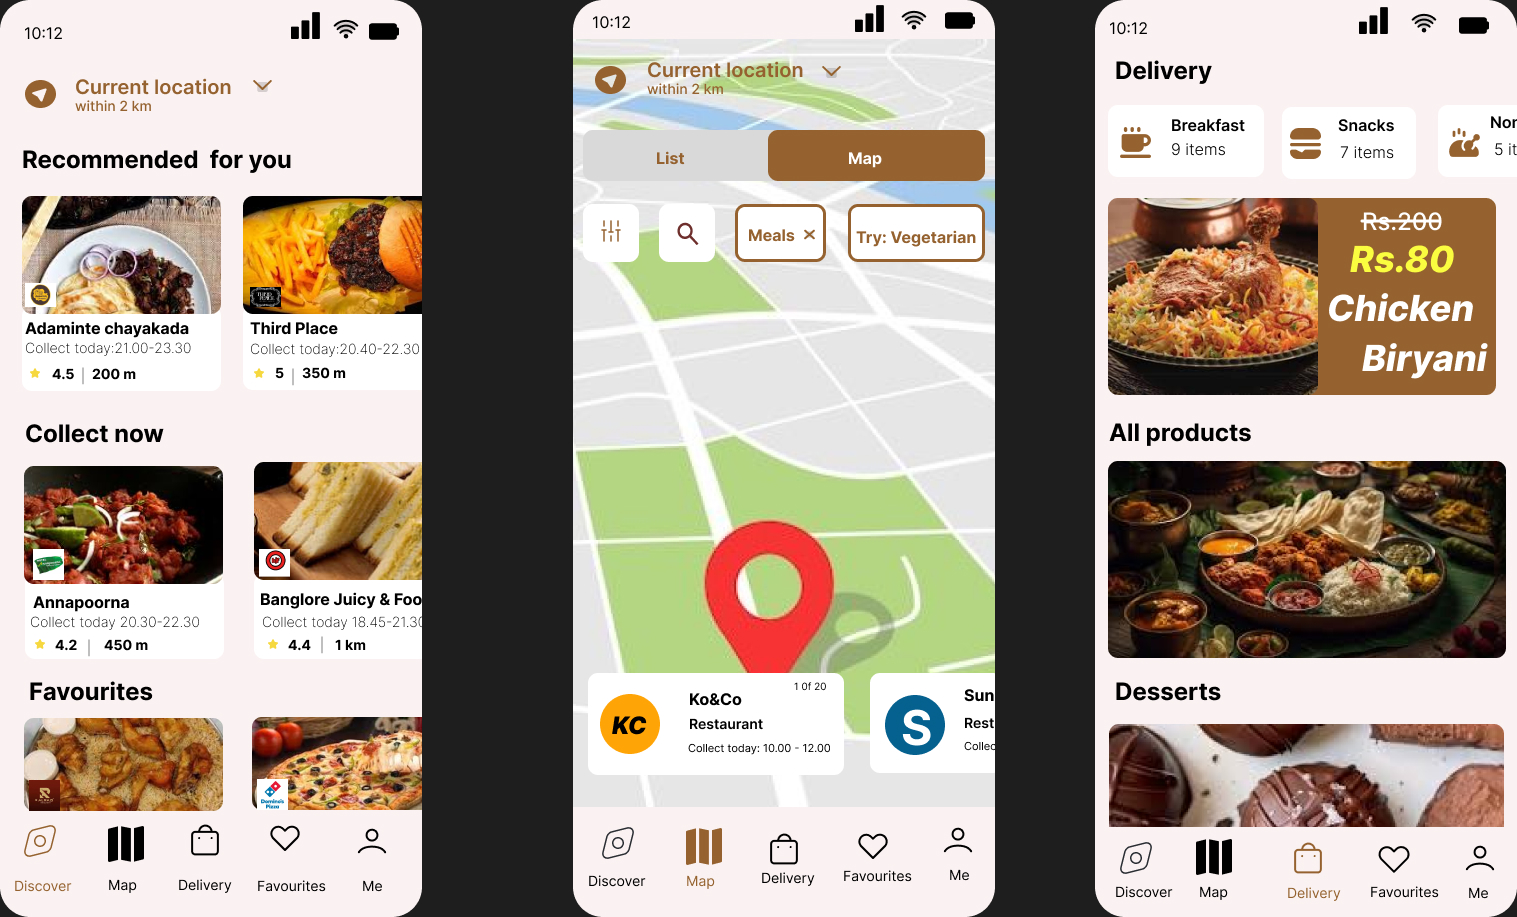 10:12
Current location
within 2 km
Recommended  for you
Adaminte chayakada
Collect today:21.00-23.30
4.5 | 200 m
Third Place
Collect today:20.40-22.30
5 | 350 m
Collect now
Annapoorna
Collect today 20.30-22.30
4.2 | 450 m
Banglore Juicy & Foo
Collect today 18.45-21.30
4.4 | 1 km
Favourites
Domino's
Pizza
Discover
Map
Delivery
Favourites
Me
10:12
Current location
within 2 km
List
Map
Meals ✕
Try: Vegetarian
1 Of 20
KC
Ko&Co
Restaurant
Collect today: 10.00 - 12.00
S
Sun
Rest
Collec
Discover
Map
Delivery
Favourites
Me
10:12
Delivery
Breakfast
9 items
Snacks
7 items
Nor
5 it
Rs.200
Rs.80
Chicken
Biryani
All products
Desserts
Discover
Map
Delivery
Favourites
Me